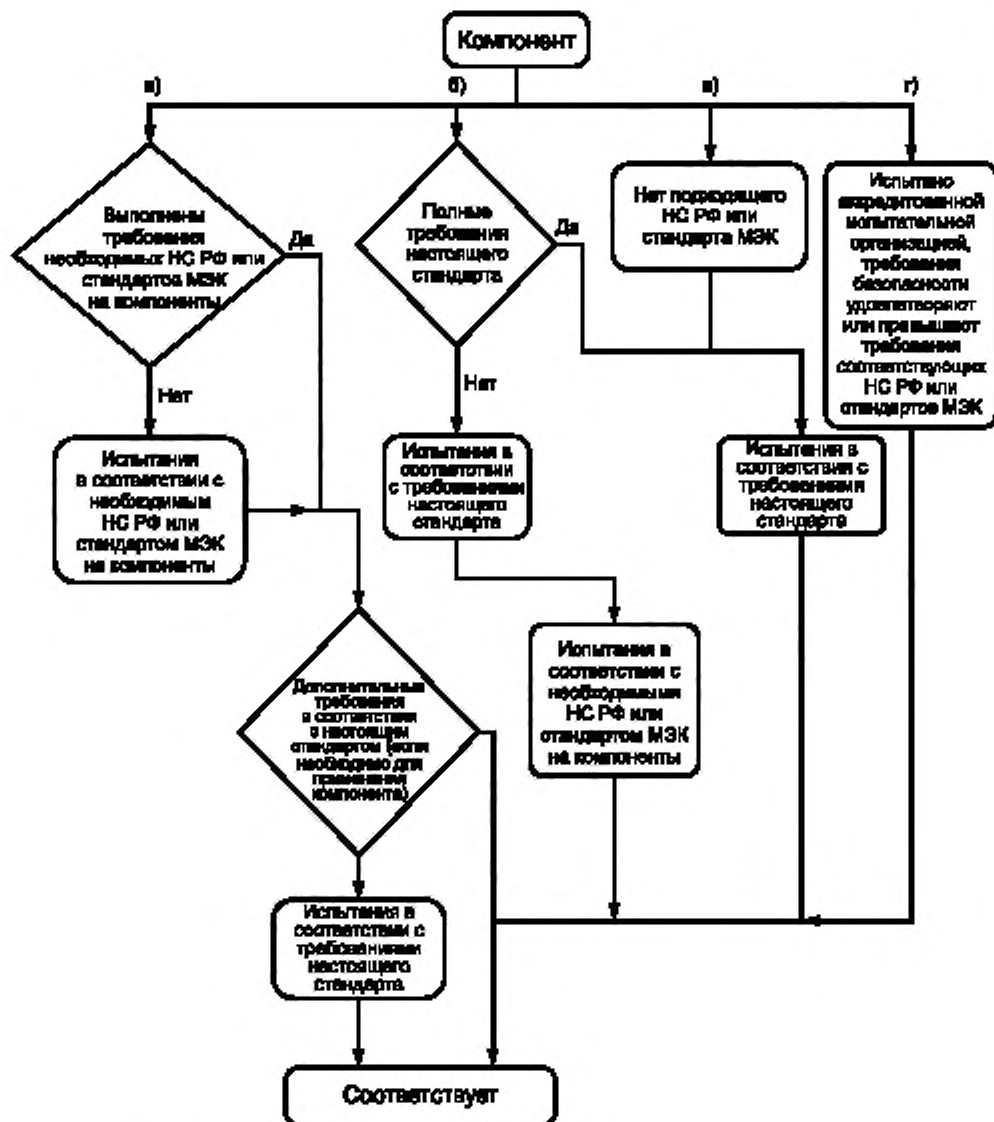 Компонент
а)
б)
в)
г)
Выполнены
требования
необходимых НС РФ или
стандартов МЭК
на компоненты
Да
Нет
Испытания
в соответствии с
необходимым
НС РФ или
стандартом МЭК
на компоненты
Полные
требования
настоящего
стандарта
Да
Нет
Испытания в
соответствии
с требованиями
настоящего
стандарта
Нет подходящего
НС РФ или
стандарта МЭК
Испытано
аккредитованной
испытательной
организацией,
требования
безопасности
удовлетворяют
или превышают
требования
соответствующих
НС РФ или
стандартов МЭК
Испытания в
соответствия с
требованиями
настоящего
стандарта
Дополнительные
требования
в соответствия
с настоящим
стандартом (если
необходимо для
применения
компонента)
Испытания в
соответствии с
необходимыми
НС РФ или
стандартом МЭК
на компоненты
Испытания в
соответствии с
требованиями
настоящего
стандарта
Соответствует